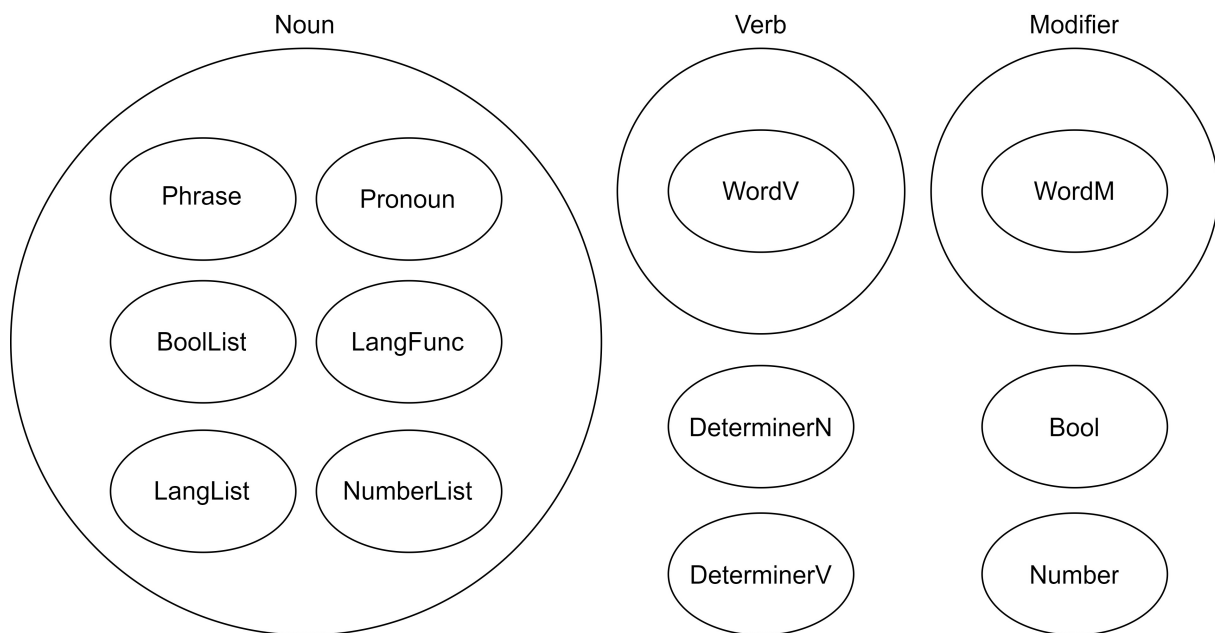 Noun
Verb
Modifier
Phrase
Pronoun
WordV
WordM
BoolList
LangFunc
DeterminerN
Bool
LangList
NumberList
DeterminerV
Number